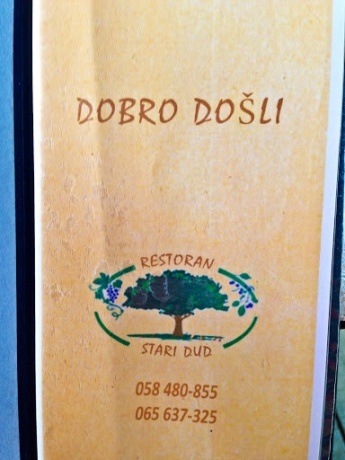 DOBRO DOŠLI
RESTORAN
STARI DUD
058 480-855
065 637-325